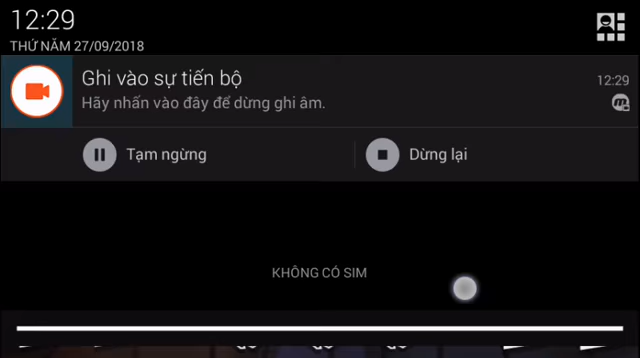 12:29
THỨ NĂM 27/09/2018
Ghi vào sự tiến bộ
12:29
Hãy nhấn vào đây để dừng ghi âm.
Tạm ngừng
Dừng lại
KHÔNG CÓ SIM